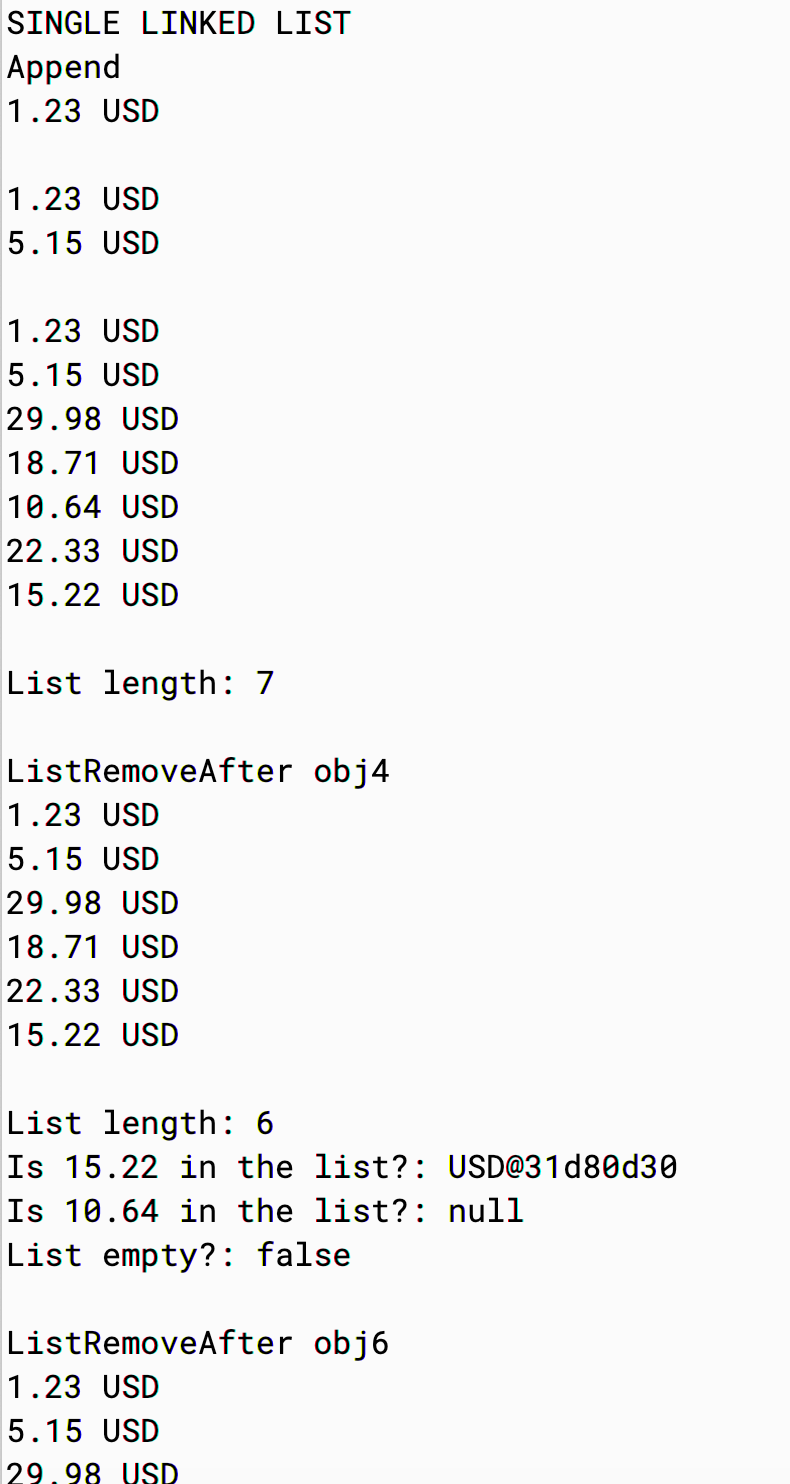 SINGLE LINKED LIST
Append
1.23 USD

1.23 USD
5.15 USD

1.23 USD
5.15 USD
29.98 USD
18.71 USD
10.64 USD
22.33 USD
15.22 USD

List length: 7

ListRemoveAfter obj4
1.23 USD
5.15 USD
29.98 USD
18.71 USD
22.33 USD
15.22 USD

List length: 6
Is 15.22 in the list?: USD@31d80d30
Is 10.64 in the list?: null
List empty?: false

ListRemoveAfter obj6
1.23 USD
5.15 USD
29.98 USD